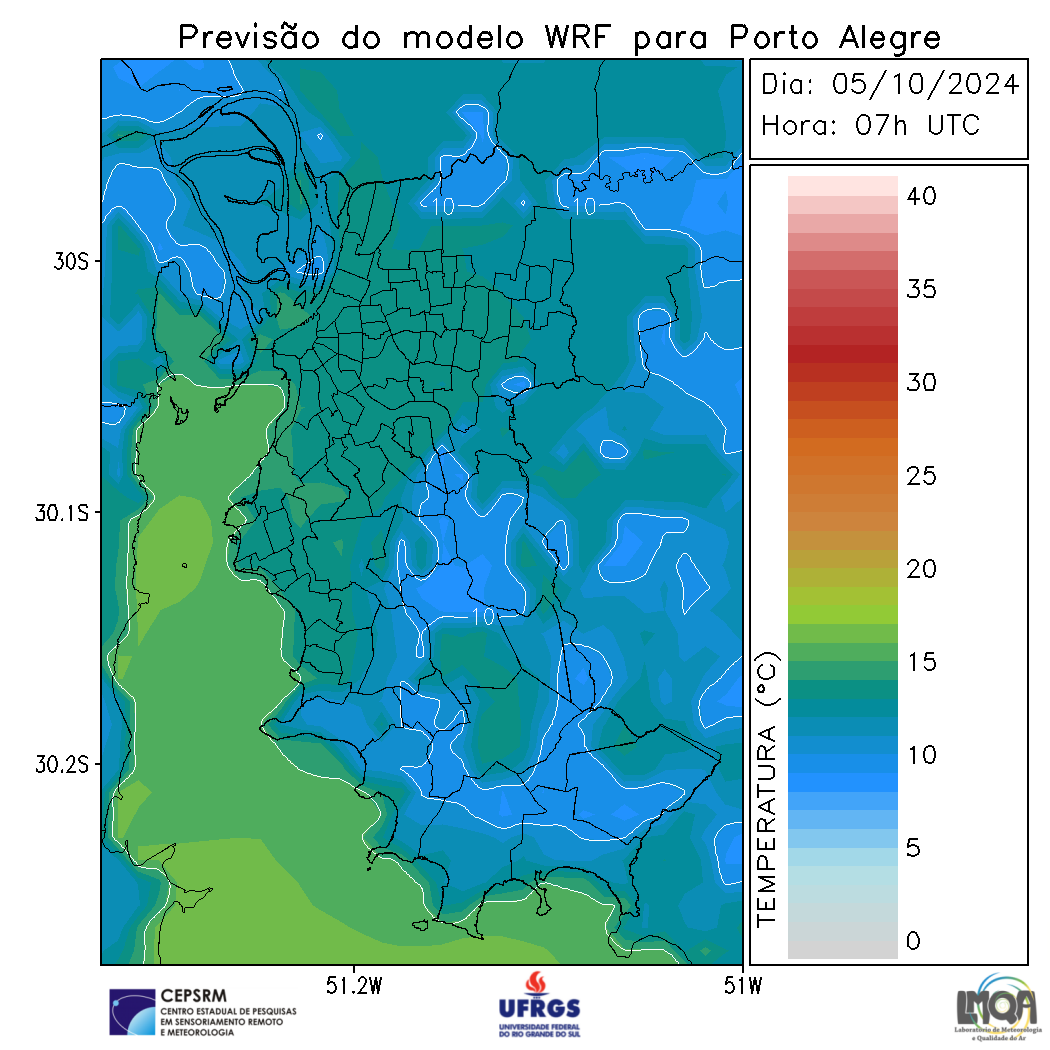 Previsão do modelo WRF para Porto Alegre
Dia: 05/10/2024
Hora: 07h UTC
30S
30.1S
30.2S
51.2W
51W
10
10
10
TEMPERATURA (°C)
40
35
30
25
20
15
10
5
0
CEPSRM
CENTRO ESTADUAL DE PESQUISAS
EM SENSORIAMENTO REMOTO
E METEOROLOGIA
UFRGS
UNIVERSIDADE FEDERAL
DO RIO GRANDE DO SUL
LMQA
Laboratório de Meteorologia
e Qualidade do Ar